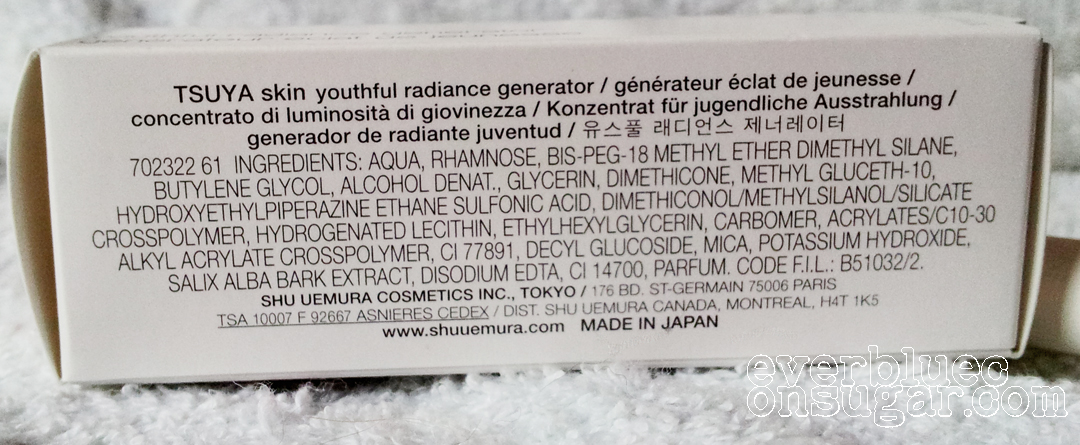 TSUYA skin youthful radiance generator / générateur éclat de jeunesse /
concentrato di luminosità di giovinezza / Konzentrat für jugendliche Ausstrahlung /
generador de radiante juventud / 유스풀 래디언스 제너레이터
702322 61 INGREDIENTS: AQUA, RHAMNOSE, BIS-PEG-18 METHYL ETHER DIMETHYL SILANE,
BUTYLENE GLYCOL, ALCOHOL DENAT., GLYCERIN, DIMETHICONE, METHYL GLUCETH-10,
HYDROXYETHYLPIPERAZINE ETHANE SULFONIC ACID, DIMETHICONOL/METHYLSILANOL/SILICATE
CROSSPOLYMER, HYDROGENATED LECITHIN, ETHYLHEXYLGLYCERIN, CARBOMER, ACRYLATES/C10-30
ALKYL ACRYLATE CROSSPOLYMER, CI 77891, DECYL GLUCOSIDE, MICA, POTASSIUM HYDROXIDE,
SALIX ALBA BARK EXTRACT, DISODIUM EDTA, CI 14700, PARFUM. CODE F.I.L.: B51032/2.
SHU UEMURA COSMETICS INC., TOKYO / 176 BD. ST-GERMAIN 75006 PARIS
TSA 10007 F 92667 ASNIERES CEDEX / DIST. SHU UEMURA CANADA, MONTREAL, H4T 1K5
www.shuuemura.com MADE IN JAPAN
everbluec
onsugar.com